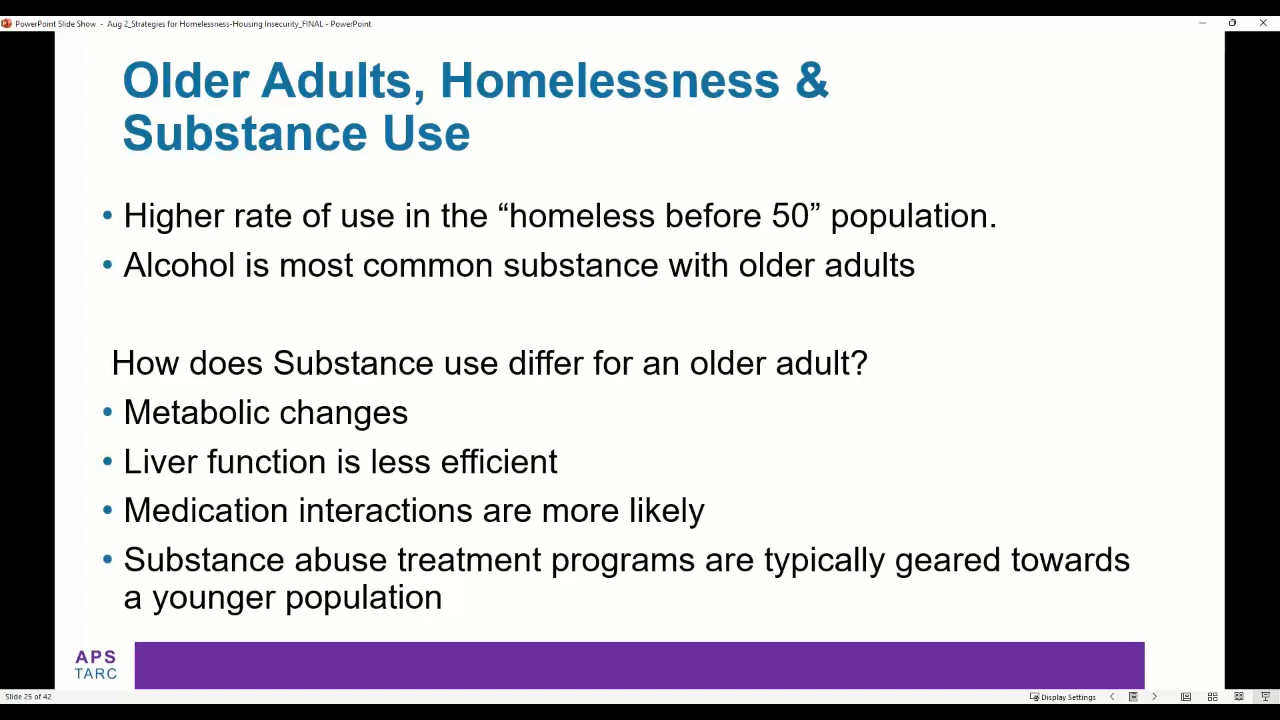 PowerPoint Slide Show - Aug 2_Strategies for Homelessness-Housing Insecurity_FINAL - PowerPoint
Older Adults, Homelessness &
Substance Use
• Higher rate of use in the “homeless before 50” population.
• Alcohol is most common substance with older adults
How does Substance use differ for an older adult?
• Metabolic changes
• Liver function is less efficient
• Medication interactions are more likely
• Substance abuse treatment programs are typically geared towards
a younger population
APS
TARC
Slide 25 of 42
Display Settings